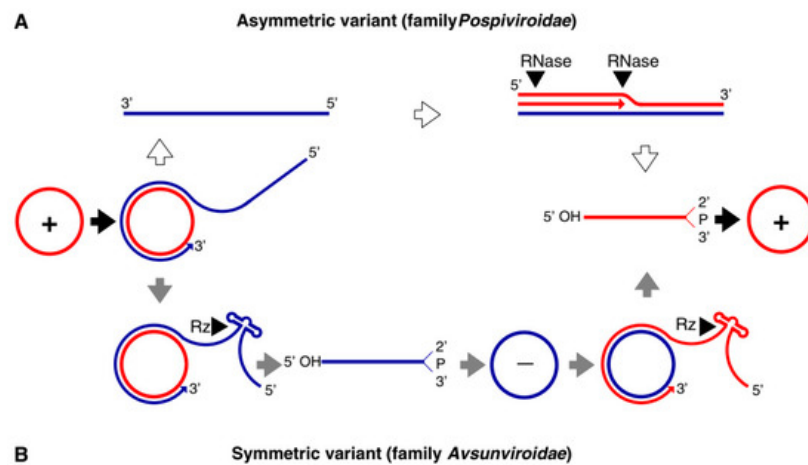 A Asymmetric variant (family Pospiviroidae)
RNase RNase
5' 3'
3' 5'
5'
+ 3'
5' OH 2' P 3' +
Rz 3' 5'
5' OH 2' P 3'
−
Rz 3' 5'
B Symmetric variant (family Avsunviroidae)